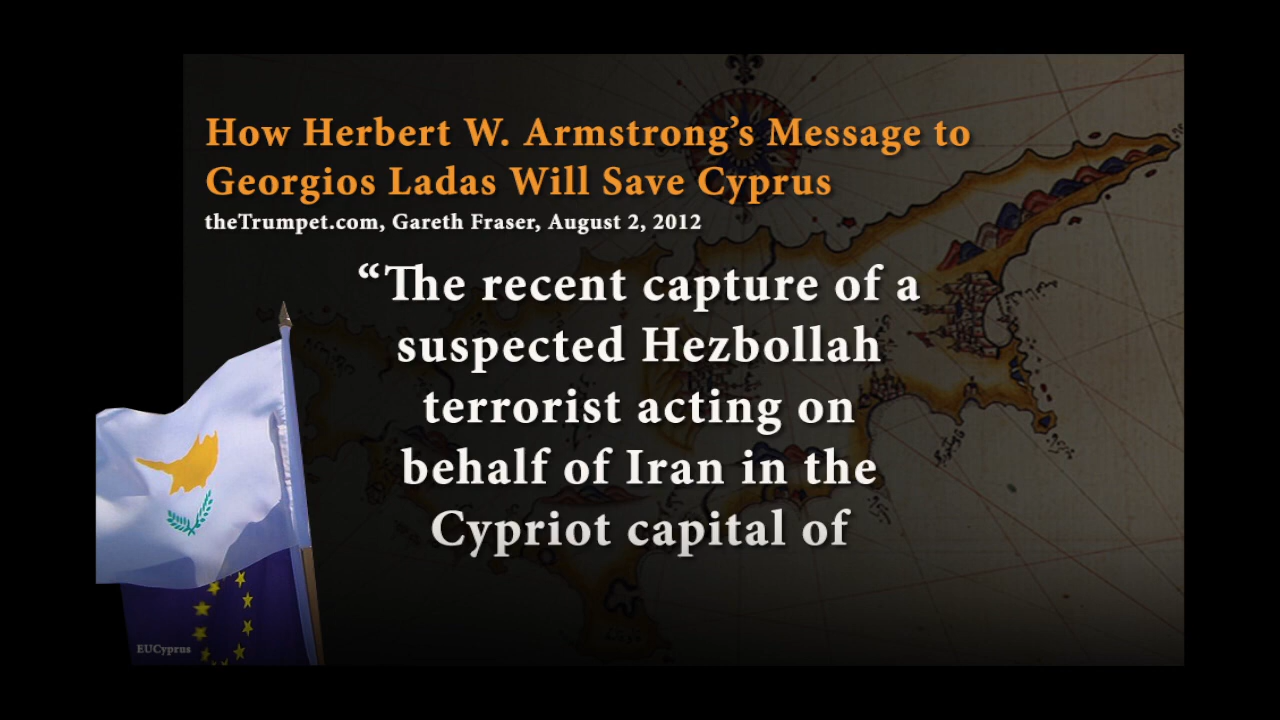 How Herbert W. Armstrong’s Message to
Georgios Ladas Will Save Cyprus
theTrumpet.com, Gareth Fraser, August 2, 2012
“The recent capture of a
suspected Hezbollah
terrorist acting on
behalf of Iran in the
Cypriot capital of
EUCyprus